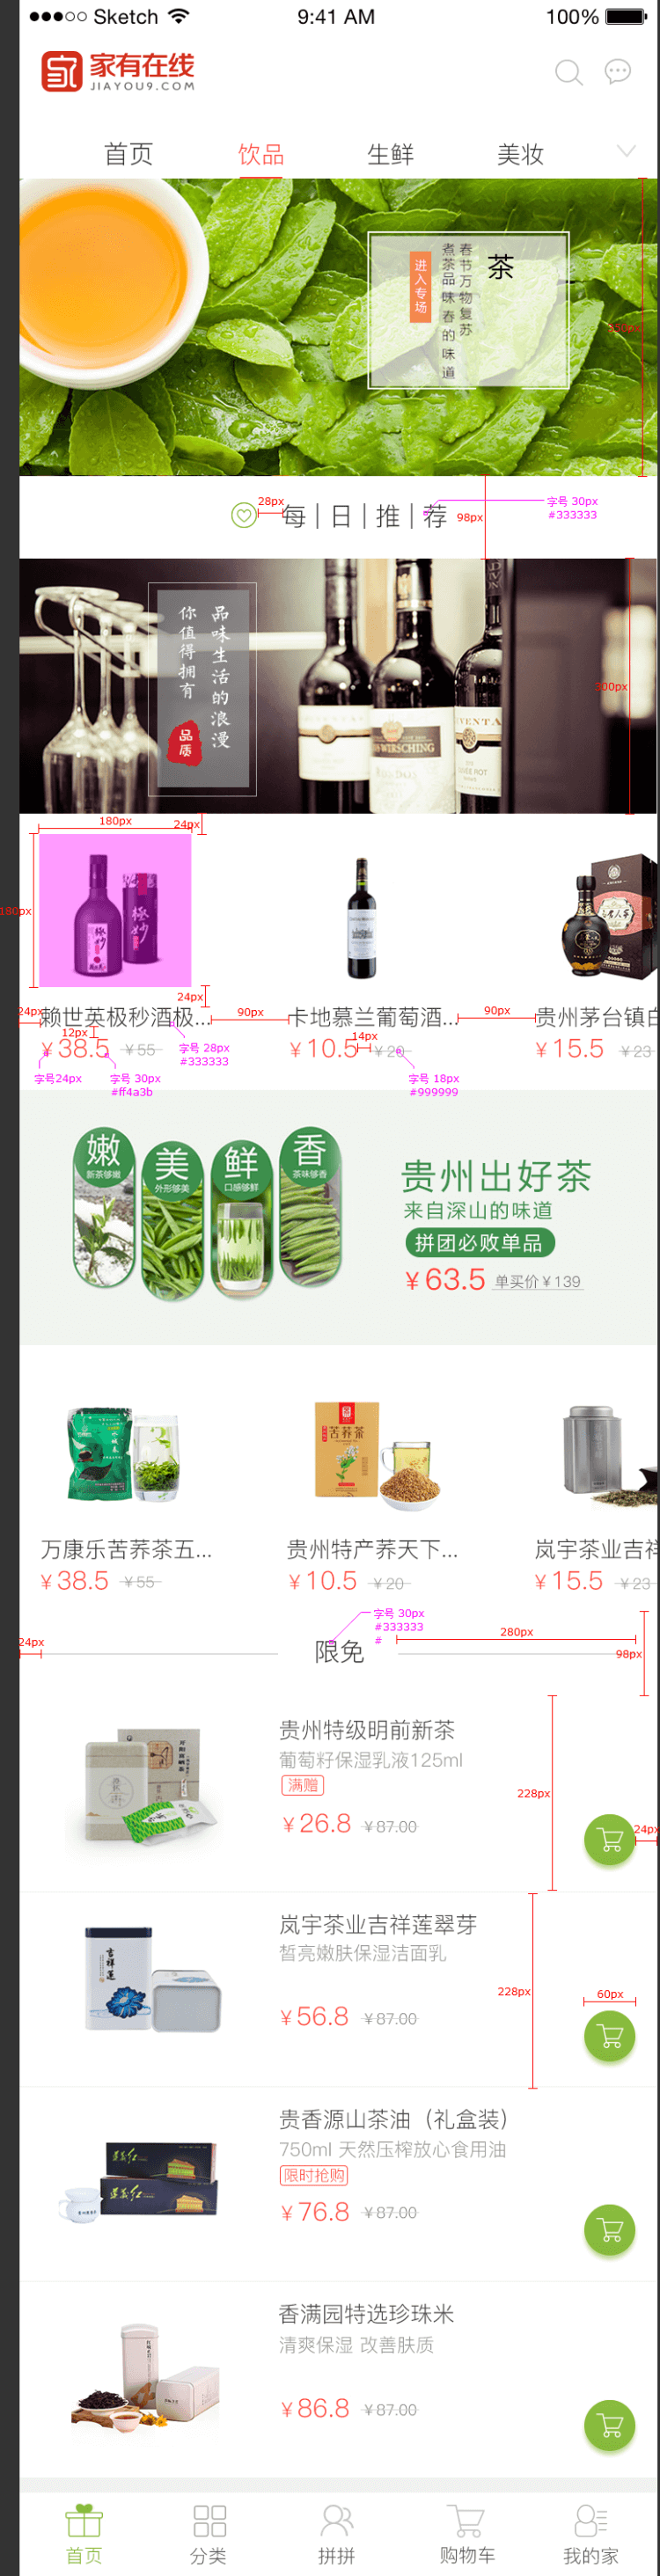 Sketch 9:41 AM 100%
家有在线
JIAYOU9.COM
首页 饮品 生鲜 美妆
茶
春节万物复苏
煮茶品味春的味道
进入专场
350px
28px
每|日|推|荐
98px
字号 30px
#333333
品味生活的浪漫
你值得拥有
品质
300px
180px
24px
180px
24px
24px
赖世英极秒酒极...
90px
卡地慕兰葡萄酒...
90px
贵州茅台镇白
12px
14px
¥38.5 ¥55
¥10.5 ¥20
¥15.5 ¥23
字号 28px
#333333
字号24px
字号 30px
#ff4a3b
字号 18px
#999999
嫩
新茶够嫩
美
外形够美
鲜
口感够鲜
香
茶味够香
贵州出好茶
来自深山的味道
拼团必败单品
¥63.5 单买价¥139
苦荞茶
万康乐苦荞茶五...
贵州特产荞天下...
岚宇茶业吉祥
¥38.5 ¥55
¥10.5 ¥20
¥15.5 ¥23
字号 30px
#333333
#
24px
限免
280px
98px
贵州特级明前新茶
葡萄籽保湿乳液125ml
满赠
¥26.8 ¥87.00
228px
24px
吉祥莲
岚宇茶业吉祥莲翠芽
皙亮嫩肤保湿洁面乳
¥56.8 ¥87.00
228px
60px
贵香源山茶油（礼盒装）
750ml 天然压榨放心食用油
限时抢购
¥76.8 ¥87.00
香满园特选珍珠米
清爽保湿 改善肤质
¥86.8 ¥87.00
首页 分类 拼拼 购物车 我的家